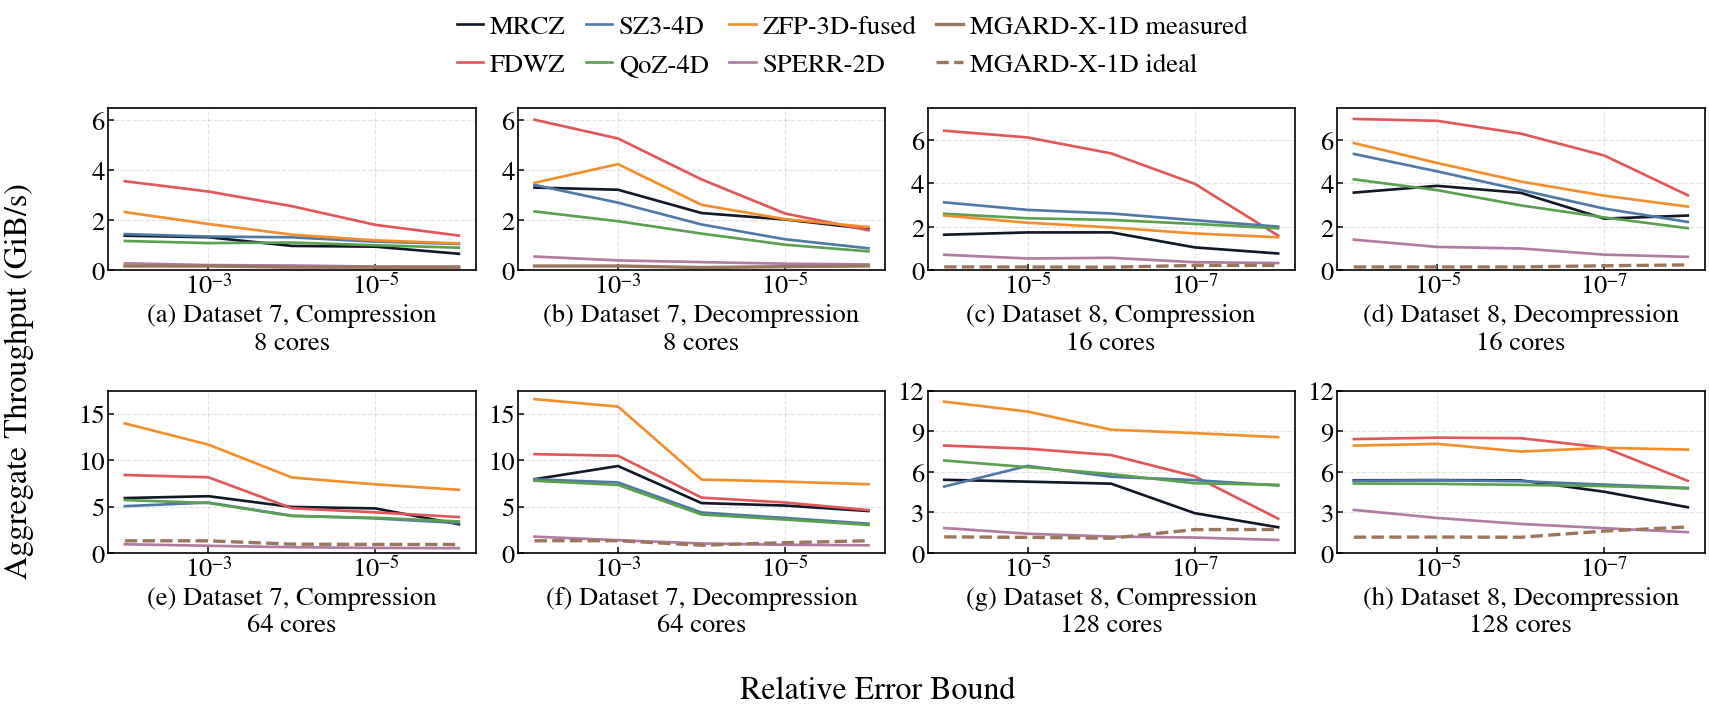 MRCZ SZ3-4D ZFP-3D-fused MGARD-X-1D measured
FDWZ QoZ-4D SPERR-2D MGARD-X-1D ideal
Aggregate Throughput (GiB/s)
6 6 6 6
4 4 4 4
2 2 2 2
0 0 0 0
10⁻³ 10⁻⁵ 10⁻³ 10⁻⁵ 10⁻⁵ 10⁻⁷ 10⁻⁵ 10⁻⁷
(a) Dataset 7, Compression (b) Dataset 7, Decompression (c) Dataset 8, Compression (d) Dataset 8, Decompression
8 cores 8 cores 16 cores 16 cores
15 15 12 12
10 10 9 9
5 5 6 6
0 0 3 3
0 0
10⁻³ 10⁻⁵ 10⁻³ 10⁻⁵ 10⁻⁵ 10⁻⁷ 10⁻⁵ 10⁻⁷
(e) Dataset 7, Compression (f) Dataset 7, Decompression (g) Dataset 8, Compression (h) Dataset 8, Decompression
64 cores 64 cores 128 cores 128 cores
Relative Error Bound